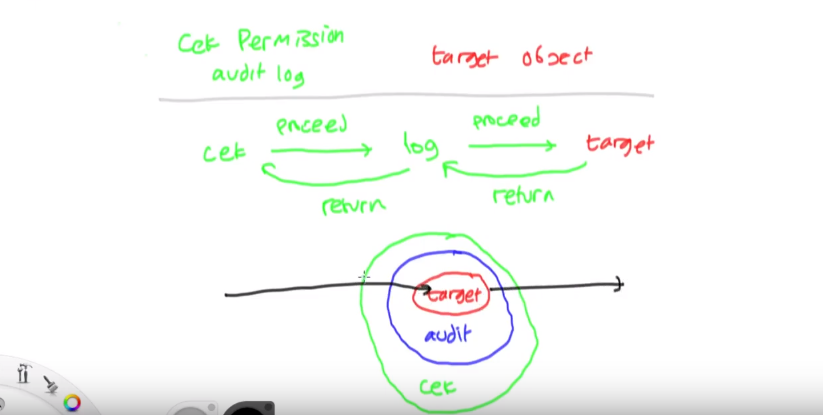 Cek Permission
audit log
target object
proceed
proceed
cek
log
target
return
return
target
audit
cek